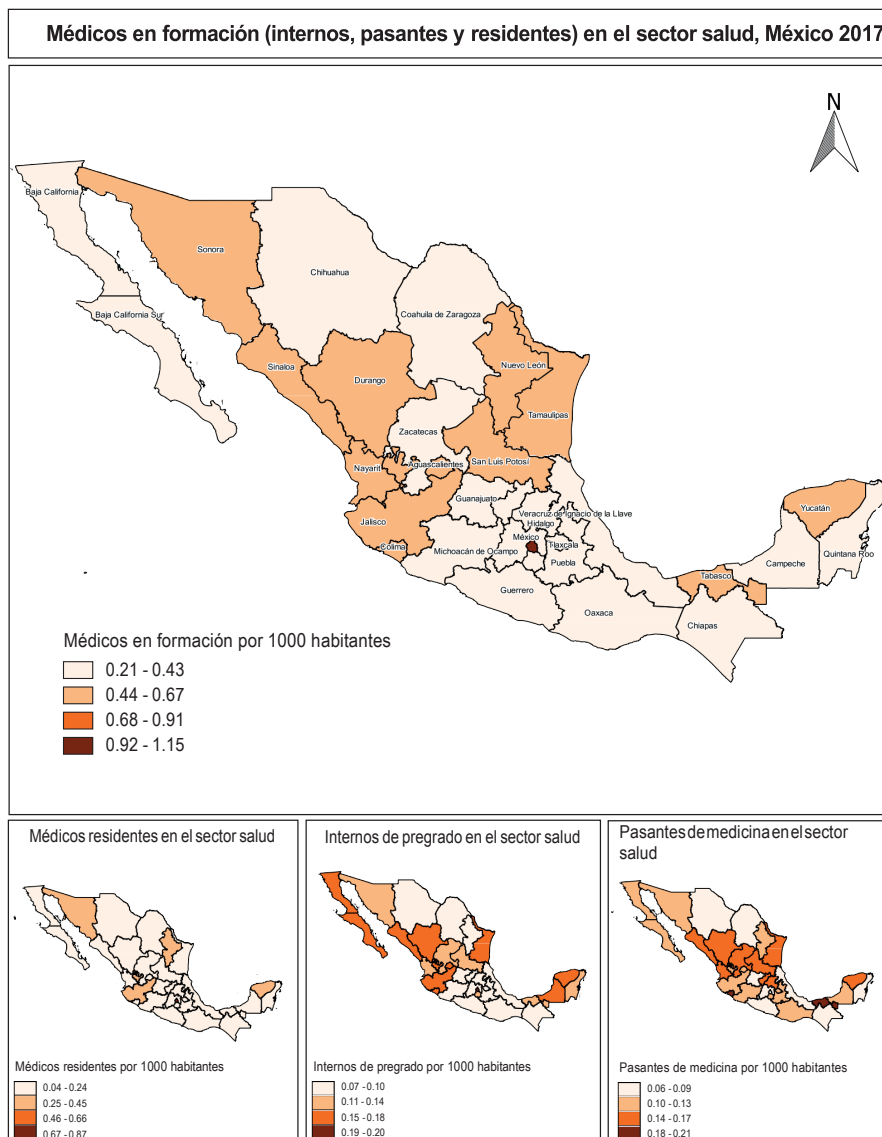 Médicos en formación (internos, pasantes y residentes) en el sector salud, México 2017
N
Baja California
Sonora
Chihuahua
Coahuila de Zaragoza
Baja California Sur
Sinaloa
Durango
Nuevo León
Tamaulipas
Zacatecas
Nayarit
Aguascalientes
San Luis Potosí
Guanajuato
Jalisco
Veracruz de Ignacio de la Llave
Hidalgo
México
Colima
Michoacán de Ocampo
Tlaxcala
Puebla
Guerrero
Oaxaca
Yucatán
Campeche
Quintana Roo
Tabasco
Chiapas
Médicos en formación por 1000 habitantes
0.21 - 0.43
0.44 - 0.67
0.68 - 0.91
0.92 - 1.15
Médicos residentes en el sector salud
Médicos residentes por 1000 habitantes
0.04 - 0.24
0.25 - 0.45
0.46 - 0.66
0.67 - 0.87
Internos de pregrado en el sector salud
Internos de pregrado por 1000 habitantes
0.07 - 0.10
0.11 - 0.14
0.15 - 0.18
0.19 - 0.20
Pasantes de medicina en el sector
salud
Pasantes de medicina por 1000 habitantes
0.06 - 0.09
0.10 - 0.13
0.14 - 0.17
0.18 - 0.21